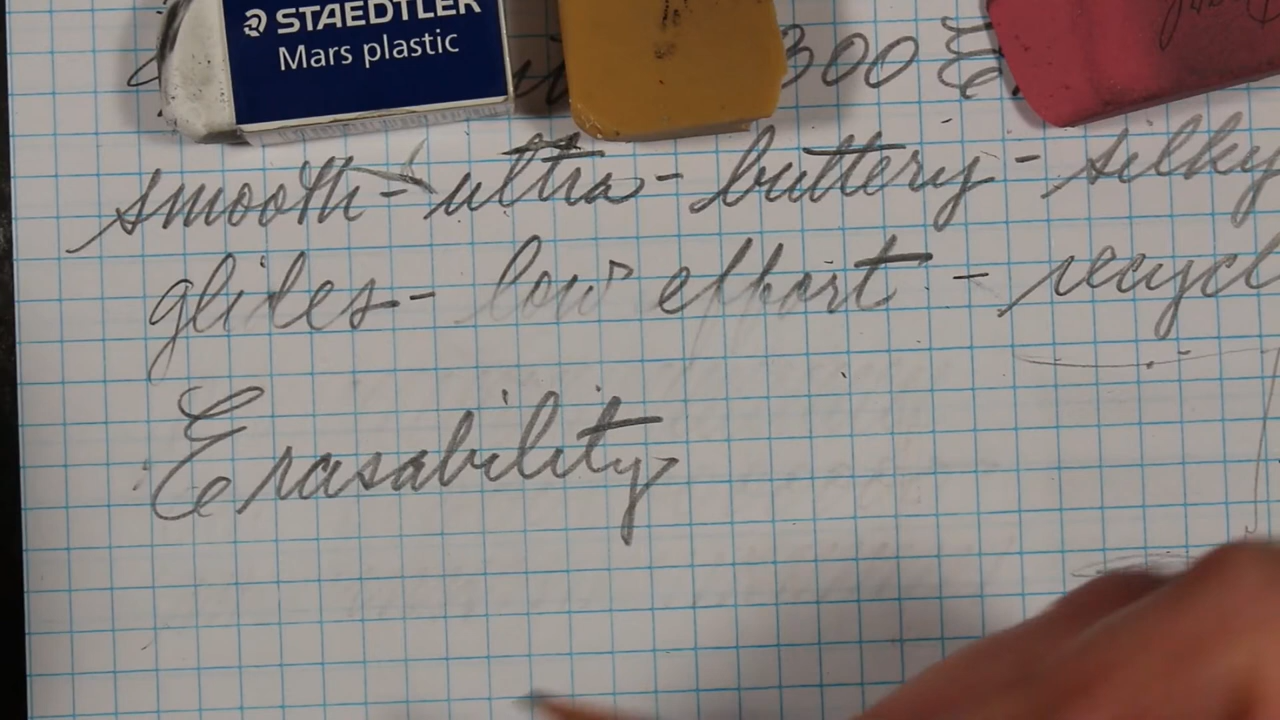 STAEDTLER
Mars plastic
300 E
smooth - ultra - buttery - silky
glides - low effort - recycl
Erasability